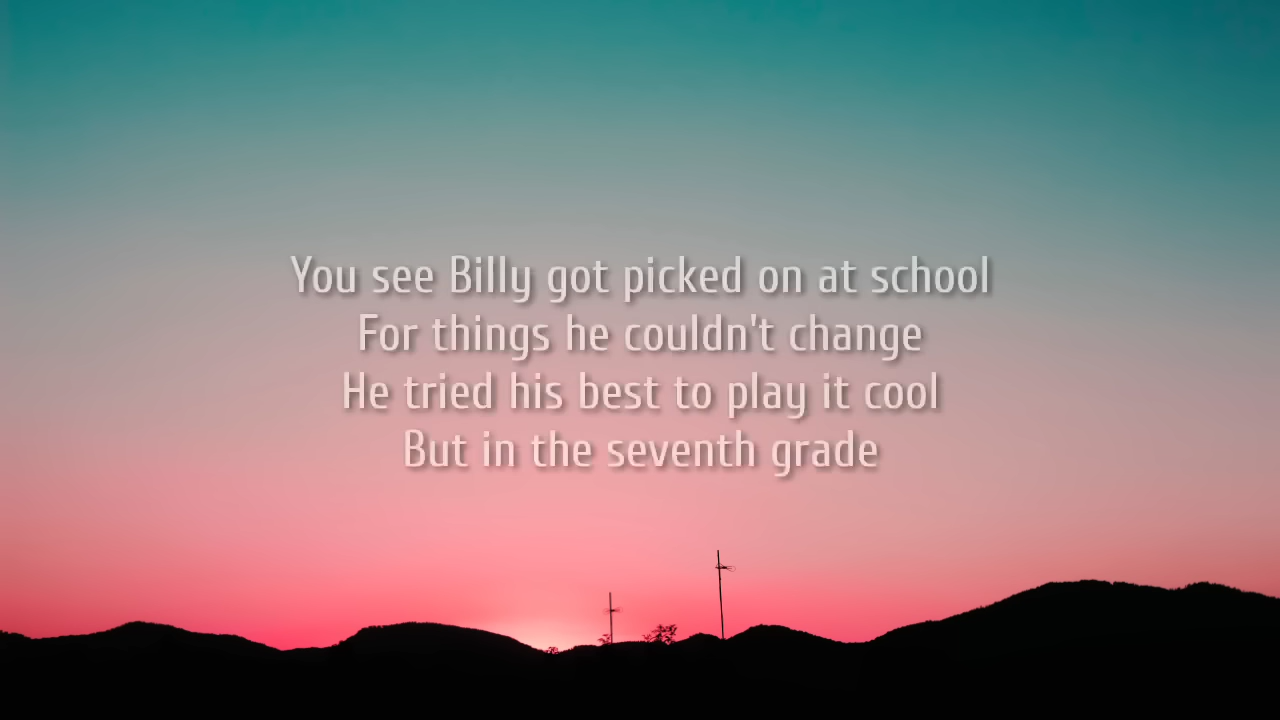 You see Billy got picked on at school
For things he couldn't change
He tried his best to play it cool
But in the seventh grade